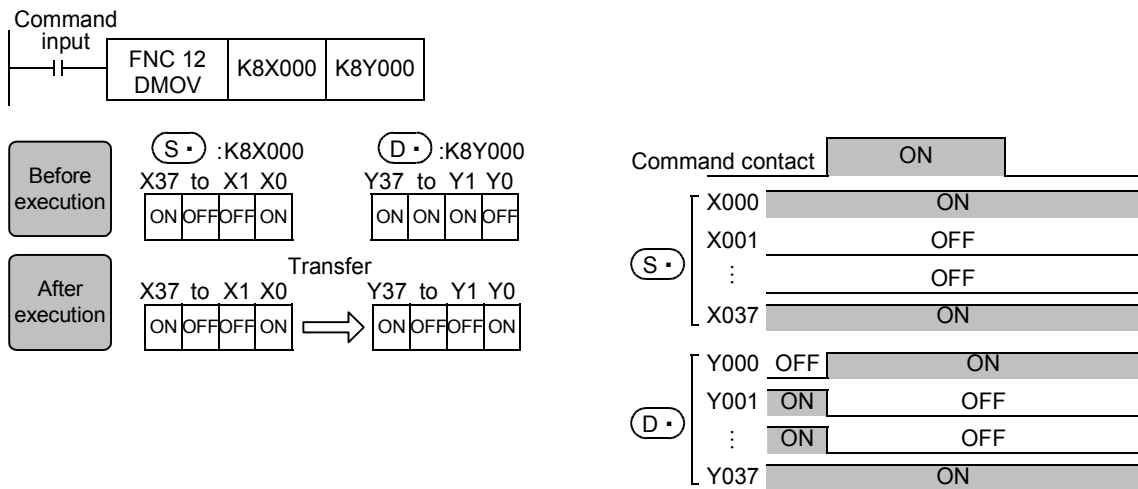 Command
input
FNC 12
DMOV
K8X000
K8Y000
Before
execution
S・ :K8X000
X37 to X1 X0
ON OFF OFF ON
D・ :K8Y000
Y37 to Y1 Y0
ON ON ON OFF
After
execution
Transfer
X37 to X1 X0
ON OFF OFF ON
Y37 to Y1 Y0
ON OFF OFF ON
Command contact ON
S・
X000 ON
X001 OFF
⋮ OFF
X037 ON
D・
Y000 OFF ON
Y001 ON OFF
⋮ ON OFF
Y037 ON